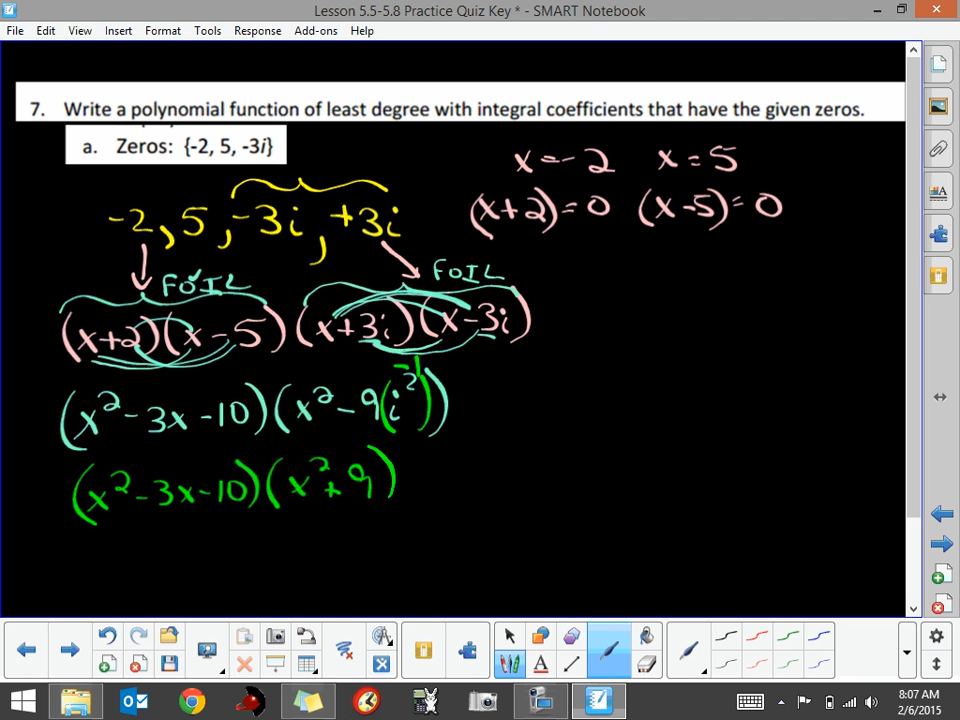 Lesson 5.5-5.8 Practice Quiz Key * - SMART Notebook
File Edit View Insert Format Tools Response Add-ons Help
7. Write a polynomial function of least degree with integral coefficients that have the given zeros.
a. Zeros: {-2, 5, -3i}
x = -2 x = 5
(x+2) = 0 (x-5) = 0
-2, 5, -3i, +3i
FOIL FOIL
(x+2)(x-5)(x+3i)(x-3i)
-1
(x² - 3x - 10)(x² - 9(i²))
(x² - 3x - 10)(x² + 9)
8:07 AM
2/6/2015